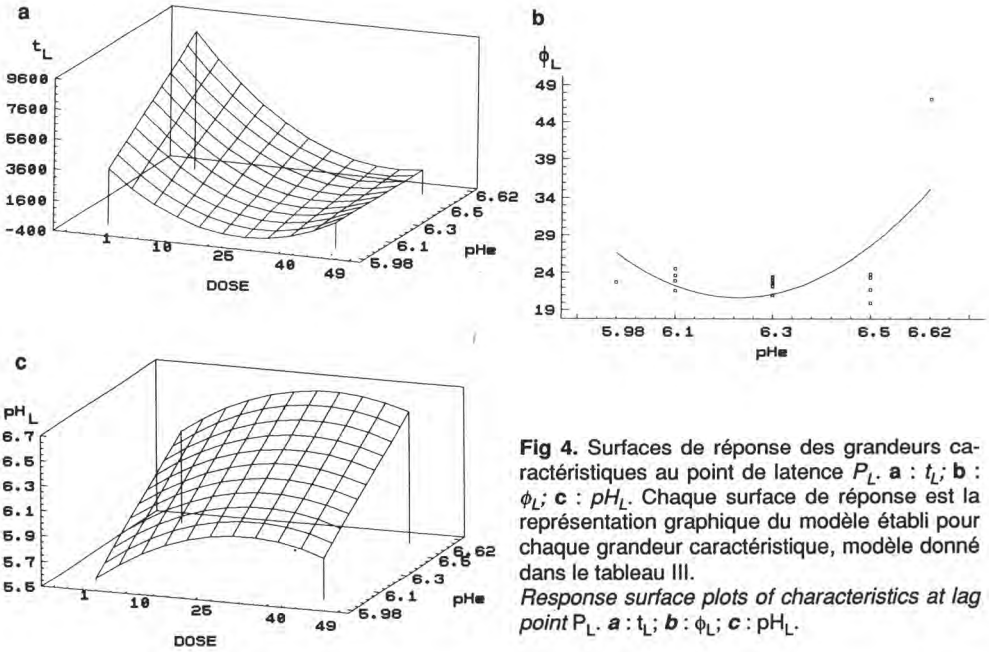 a
t_L
9600
7600
5600
3600
1600
-400
1
10
25
40
49
DOSE
5.98
6.1
6.3
6.5
6.62
pHe
b
ϕ_L
49
44
39
34
29
24
19
5.98
6.1
6.3
6.5
6.62
pHe
c
pH_L
6.7
6.5
6.3
6.1
5.9
5.7
5.5
1
10
25
40
49
DOSE
5.98
6.1
6.3
6.5
6.62
pHe
Fig 4. Surfaces de réponse des grandeurs ca-
ractéristiques au point de latence P_L. a : t_L; b :
ϕ_L; c : pH_L. Chaque surface de réponse est la
représentation graphique du modèle établi pour
chaque grandeur caractéristique, modèle donné
dans le tableau III.
Response surface plots of characteristics at lag
point P_L. a : t_L; b : ϕ_L; c : pH_L.